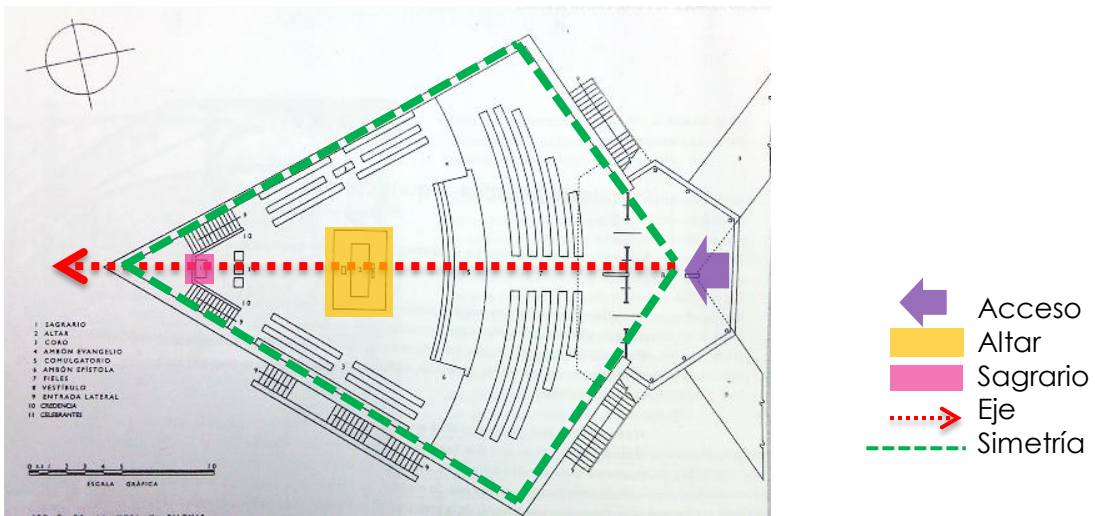 1 SAGRARIO
2 ALTAR
3 CORO
4 AMBÓN EVANGELIO
5 COMULGATORIO
6 AMBÓN EPÍSTOLA
7 FIELES
8 VESTÍBULO
9 ENTRADA LATERAL
10 CREDENCIA
11 CELEBRANTES
ESCALA GRÁFICA
Acceso
Altar
Sagrario
Eje
Simetría